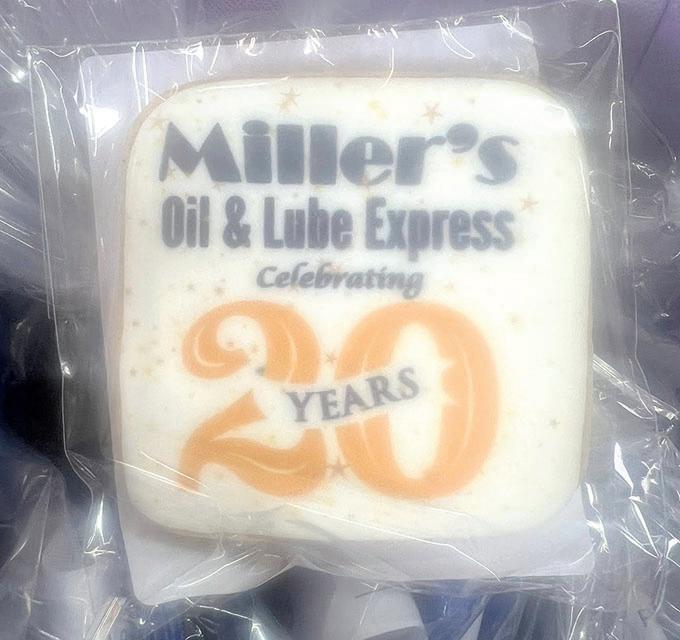 Miller's
Oil & Lube Express
Celebrating
20
YEARS